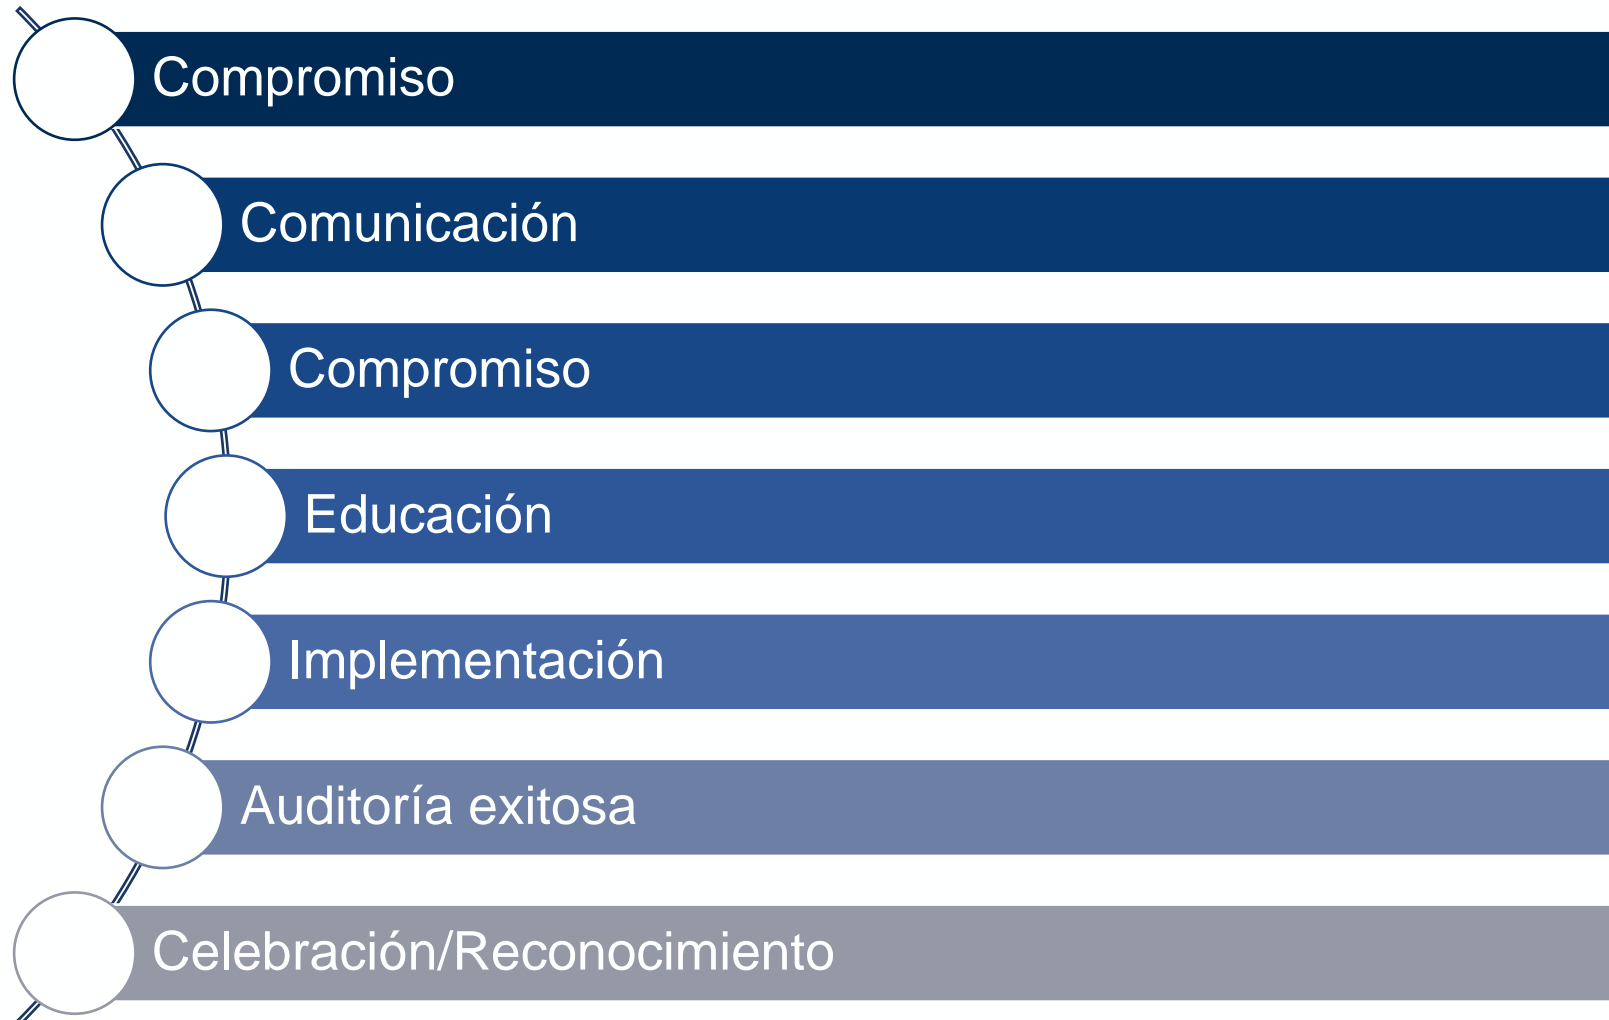 Compromiso
Comunicación
Compromiso
Educación
Implementación
Auditoría exitosa
Celebración/Reconocimiento